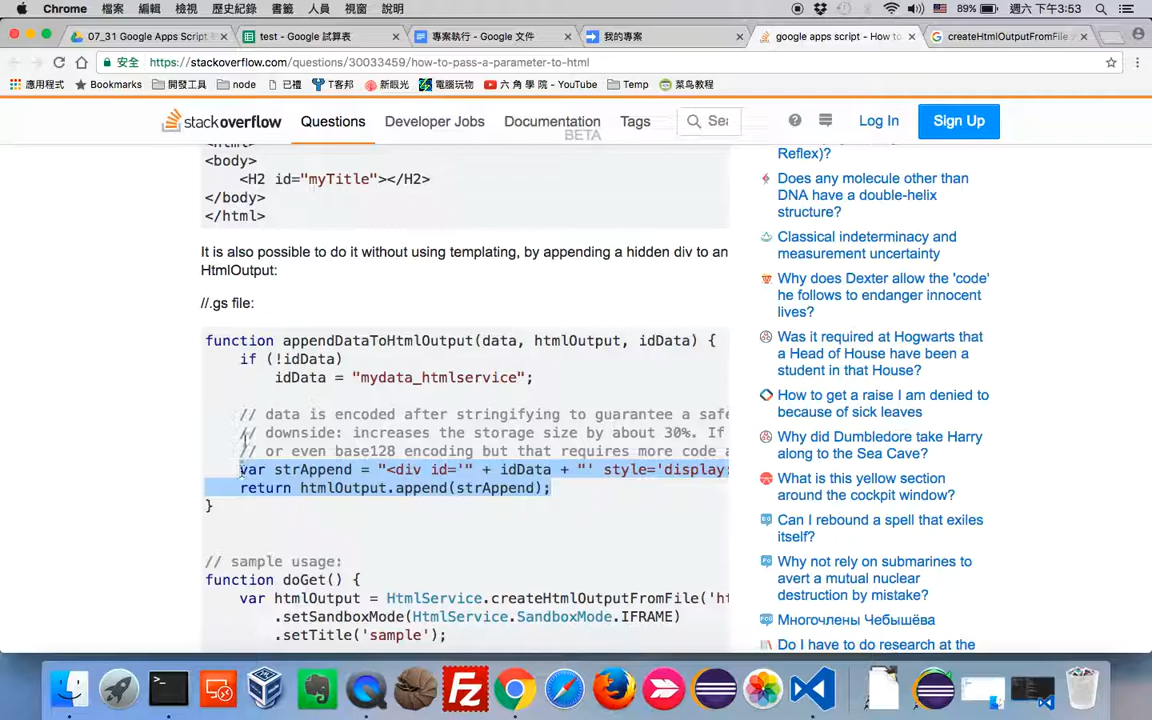 Chrome 檔案 編輯 檢視 歷史紀錄 書籤 人員 視窗 說明 89% 週六 下午3:53
07_31 Google Apps Script test - Google 試算表 專案執行 - Google 文件 我的專案 google apps script - How to createHtmlOutputFromFile
安全 https://stackoverflow.com/questions/30033459/how-to-pass-a-parameter-to-html
應用程式 Bookmarks 開發工具 node 已禮 T客邦 新眼光 電腦玩物 六 角 學 院 - YouTube Temp 菜鸟教程
stackoverflow Questions Developer Jobs Documentation BETA Tags Sea Log In Sign Up
<html>
<body>
<H2 id="myTitle"></H2>
</body>
</html>
It is also possible to do it without using templating, by appending a hidden div to an
HtmlOutput:
//.gs file:
function appendDataToHtmlOutput(data, htmlOutput, idData) {
if (!idData)
idData = "mydata_htmlservice";
// data is encoded after stringifying to guarantee a safe
// downside: increases the storage size by about 30%. If
// or even base128 encoding but that requires more code a
var strAppend = "<div id='" + idData + "' style='display:
return htmlOutput.append(strAppend);
}
// sample usage:
function doGet() {
var htmlOutput = HtmlService.createHtmlOutputFromFile('ht
.setSandboxMode(HtmlService.SandboxMode.IFRAME)
.setTitle('sample');
Reflex)?
Does any molecule other than
DNA have a double-helix
structure?
Classical indeterminacy and
measurement uncertainty
Why does Dexter allow the 'code'
he follows to endanger innocent
lives?
Was it required at Hogwarts that
a Head of House have been a
student in that House?
How to get a raise I am denied to
because of sick leaves
Why did Dumbledore take Harry
along to the Sea Cave?
What is this yellow section
around the cockpit window?
Can I rebound a spell that exiles
itself?
Why not rely on submarines to
avert a mutual nuclear
destruction by mistake?
Многочлены Чебышёва
Do I have to do research at the